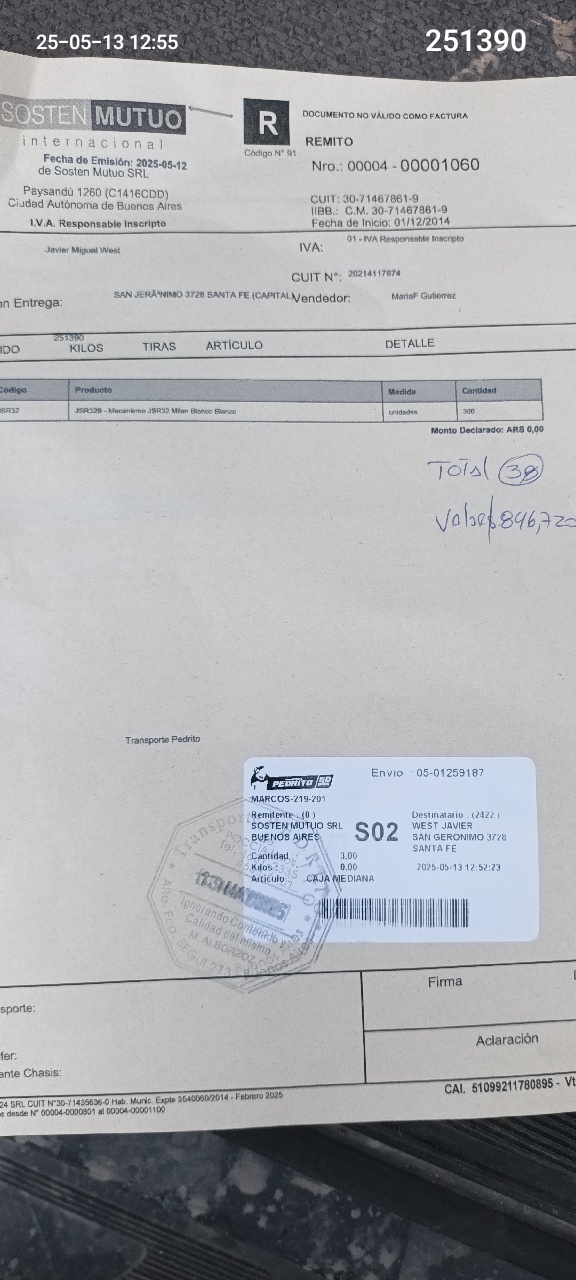 25-05-13 12:55
251390
SOSTEN MUTUO
internacional
Fecha de Emisión: 2025-05-12
de Sosten Mutuo SRL
Paysandú 1260 (C1416CDD)
Ciudad Autónoma de Buenos Aires
I.V.A. Responsable Inscripto
R
Código N° 91
DOCUMENTO NO VÁLIDO COMO FACTURA
REMITO
Nro.: 00004 - 00001060
CUIT: 30-71467861-9
IIBB.: C.M. 30-71467861-9
Fecha de Inicio: 01/12/2014
Javier Miguel West
IVA: 01 - IVA Responsable Inscripto
CUIT N°: 20214117674
Entrega: SAN JERÃ³NIMO 3728 SANTA FE (CAPITAL
Vendedor: MariaF Gutierrez
251390
KILOS TIRAS ARTÍCULO DETALLE
Código Producto Medida Cantidad
JSR32 JSR32B - Mecanismo JSR32 Milan Blanco Blanco unidades 300
Monto Declarado: ARS 0,00
Total
Valor $ 846,720
Transporte Pedrito
PEDRITO
Envio : 05-01259187
MARCOS-219-201
Remitente : (0 )
SOSTEN MUTUO SRL
BUENOS AIRES
S02
Destinatario : (2422 )
WEST JAVIER
SAN GERONIMO 3728
SANTA FE
Cantidad : 3,00
Kilos : 0,00
Articulo : CAJA MEDIANA
2025-05-13 12:52:23
Ignorando Contenido y
Calidad del mismo
Firma
Aclaración
Chasis:
24 SRL CUIT N°30-71435636-0 Hab. Munic. Expte 3540060/2014 - Febrero 2025
desde N° 00004-0000801 al 00004-00001100
CAI. 51099211780895 -